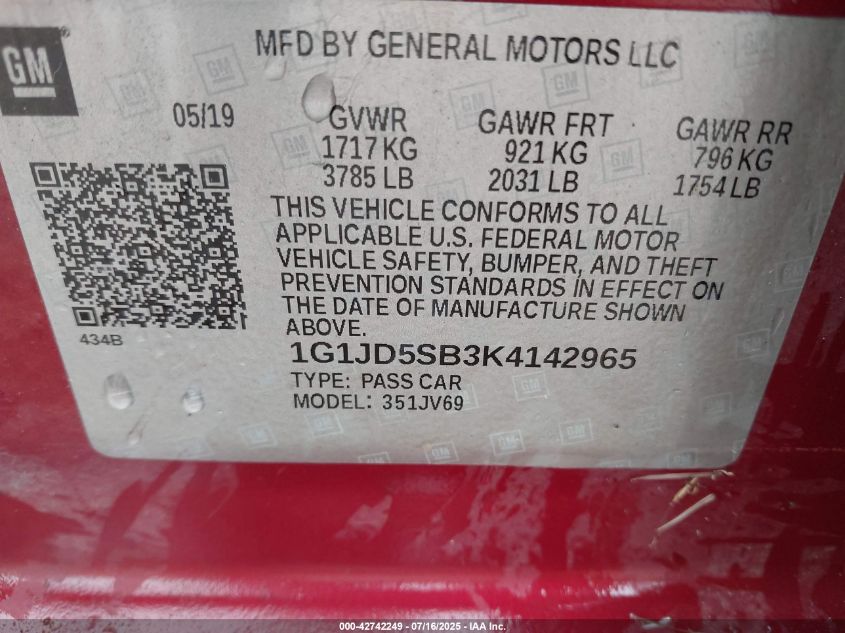 GM
MFD BY GENERAL MOTORS LLC
05/19
GVWR GAWR FRT GAWR RR
1717 KG 921 KG 796 KG
3785 LB 2031 LB 1754 LB
THIS VEHICLE CONFORMS TO ALL
APPLICABLE U.S. FEDERAL MOTOR
VEHICLE SAFETY, BUMPER, AND THEFT
PREVENTION STANDARDS IN EFFECT ON
THE DATE OF MANUFACTURE SHOWN
ABOVE.
434B
1G1JD5SB3K4142965
TYPE: PASS CAR
MODEL: 351JV69
000-42742249 - 07/16/2025 - IAA Inc.